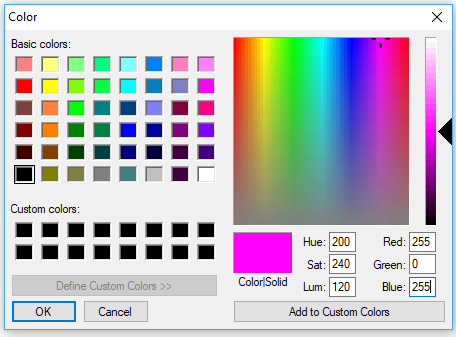 Color
Basic colors:
Custom colors:
Define Custom Colors >>
OK
Cancel
Color|Solid
Hue: 200
Sat: 240
Lum: 120
Red: 255
Green: 0
Blue: 255
Add to Custom Colors